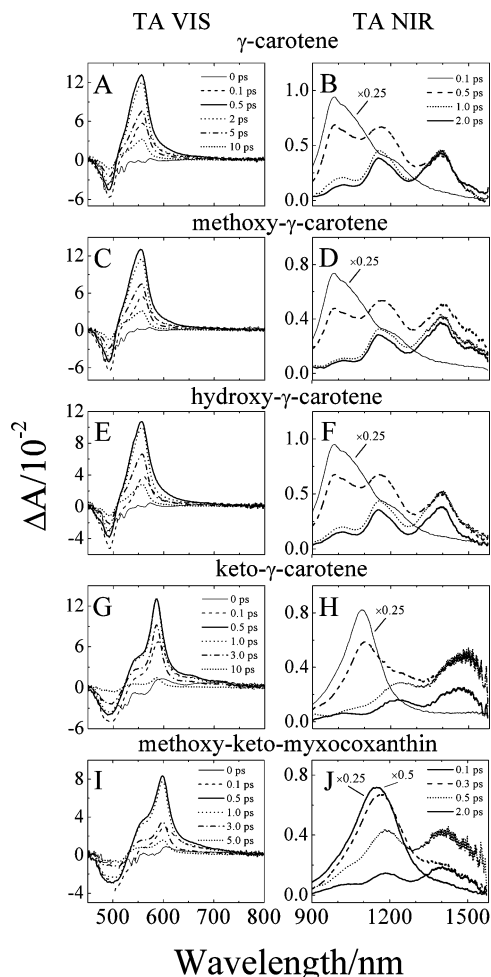 TA VIS TA NIR
γ-carotene
A
12
6
0
-6
0 ps
0.1 ps
0.5 ps
2 ps
5 ps
10 ps
B
×0.25
1.0
0.5
0.0
0.1 ps
0.5 ps
1.0 ps
2.0 ps
methoxy-γ-carotene
C
12
6
0
-6
D
×0.25
0.8
0.4
0.0
hydroxy-γ-carotene
E
12
8
4
0
-4
F
×0.25
1.0
0.5
0.0
keto-γ-carotene
G
12
6
0
-6
0 ps
0.1 ps
0.5 ps
1.0 ps
3.0 ps
10 ps
H
×0.25
0.8
0.4
0.0
methoxy-keto-myxocoxanthin
I
8
4
0
-4
0 ps
0.1 ps
0.5 ps
1.0 ps
3.0 ps
5.0 ps
J
×0.25
×0.5
0.8
0.4
0.0
0.1 ps
0.3 ps
0.5 ps
2.0 ps
500 600 700 800
900 1200 1500
ΔA/10⁻²
Wavelength/nm